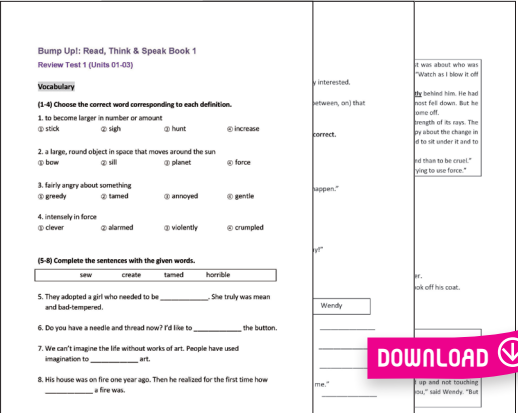 Bump Up!: Read, Think & Speak Book 1
Review Test 1 (Units 01-03)
Vocabulary
(1-4) Choose the correct word corresponding to each definition.
1. to become larger in number or amount
① stick ② sigh ③ hunt ④ increase
2. a large, round object in space that moves around the sun
① bow ② sill ③ planet ④ force
3. fairly angry about something
① greedy ② tamed ③ annoyed ④ gentle
4. intensely in force
① clever ② alarmed ③ violently ④ crumpled
(5-8) Complete the sentences with the given words.
sew create tamed horrible
5. They adopted a girl who needed to be ____________. She truly was mean
and bad-tempered.
6. Do you have a needle and thread now? I'd like to ____________ the button.
7. We can't imagine the life without works of art. People have used
imagination to ____________ art.
8. His house was on fire one year ago. Then he realized for the first time how
____________ a fire was.
y interested.
between, on) that
correct.
happen."
ay!"
Wendy
me."
it was about who was
"Watch as I blow it off
tly behind him. He had
most fell down. But he
ome off.
trength of its rays. The
py about the change in
d to sit under it and to
nd than to be cruel."
rying to use force."
er.
ok off his coat.
DOWNLOAD
t up and not touching
ou," said Wendy. "But